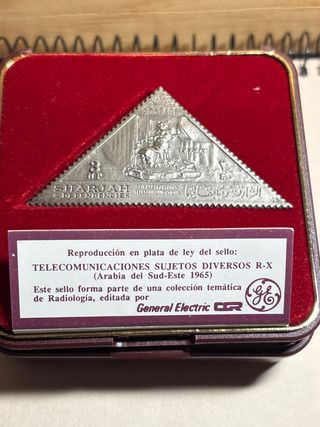 3
NP
SHARJAH
& DEPENDENCIES
Reproducción en plata de ley del sello:
TELECOMUNICACIONES SUJETOS DIVERSOS R-X
(Arabia del Sud-Este 1965)
Este sello forma parte de una colección temática
de Radiología, editada por
General Electric CGR
GE